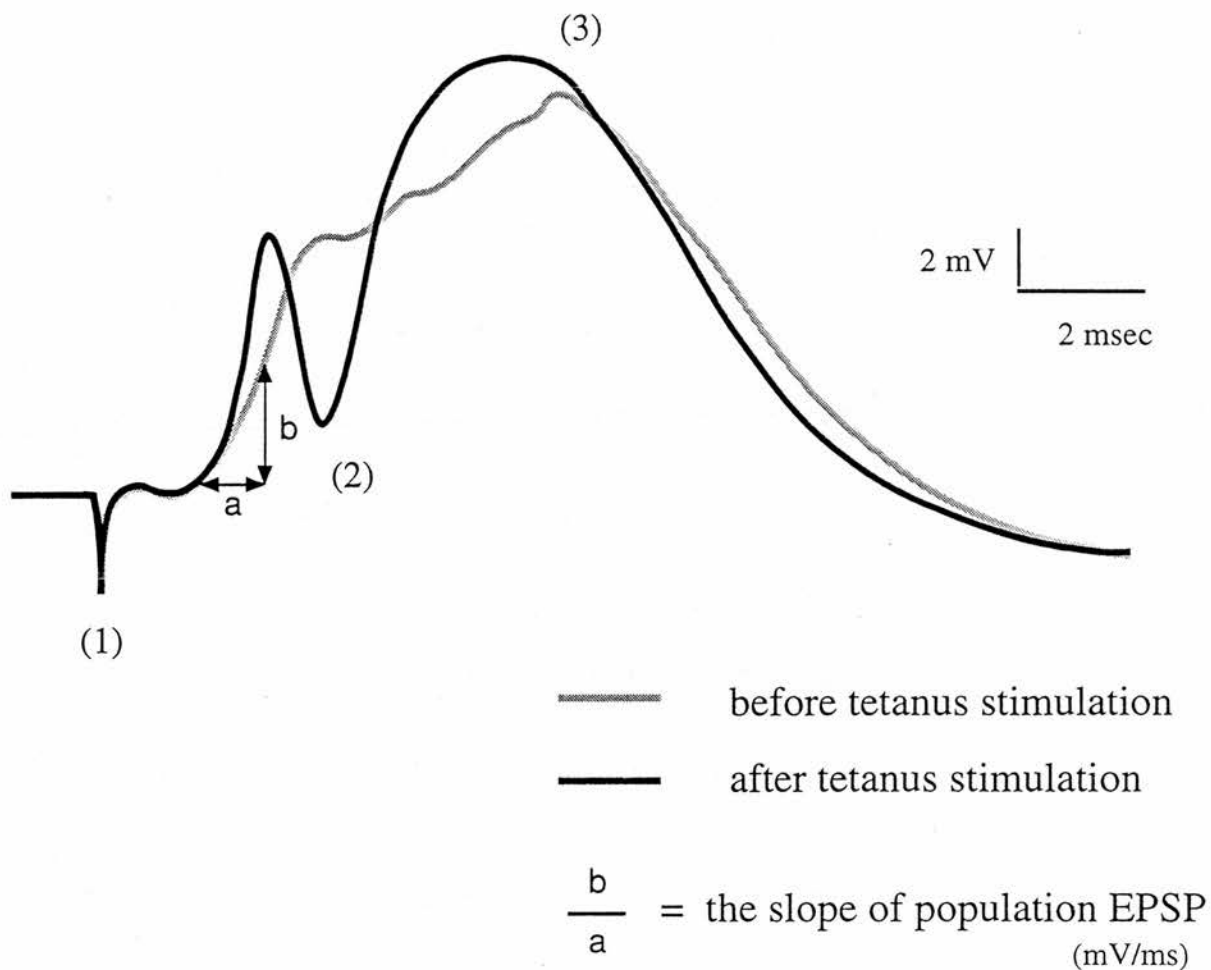 (3)
2 mV
2 msec
b
a
(2)
(1)
before tetanus stimulation
after tetanus stimulation
b
a
= the slope of population EPSP
(mV/ms)